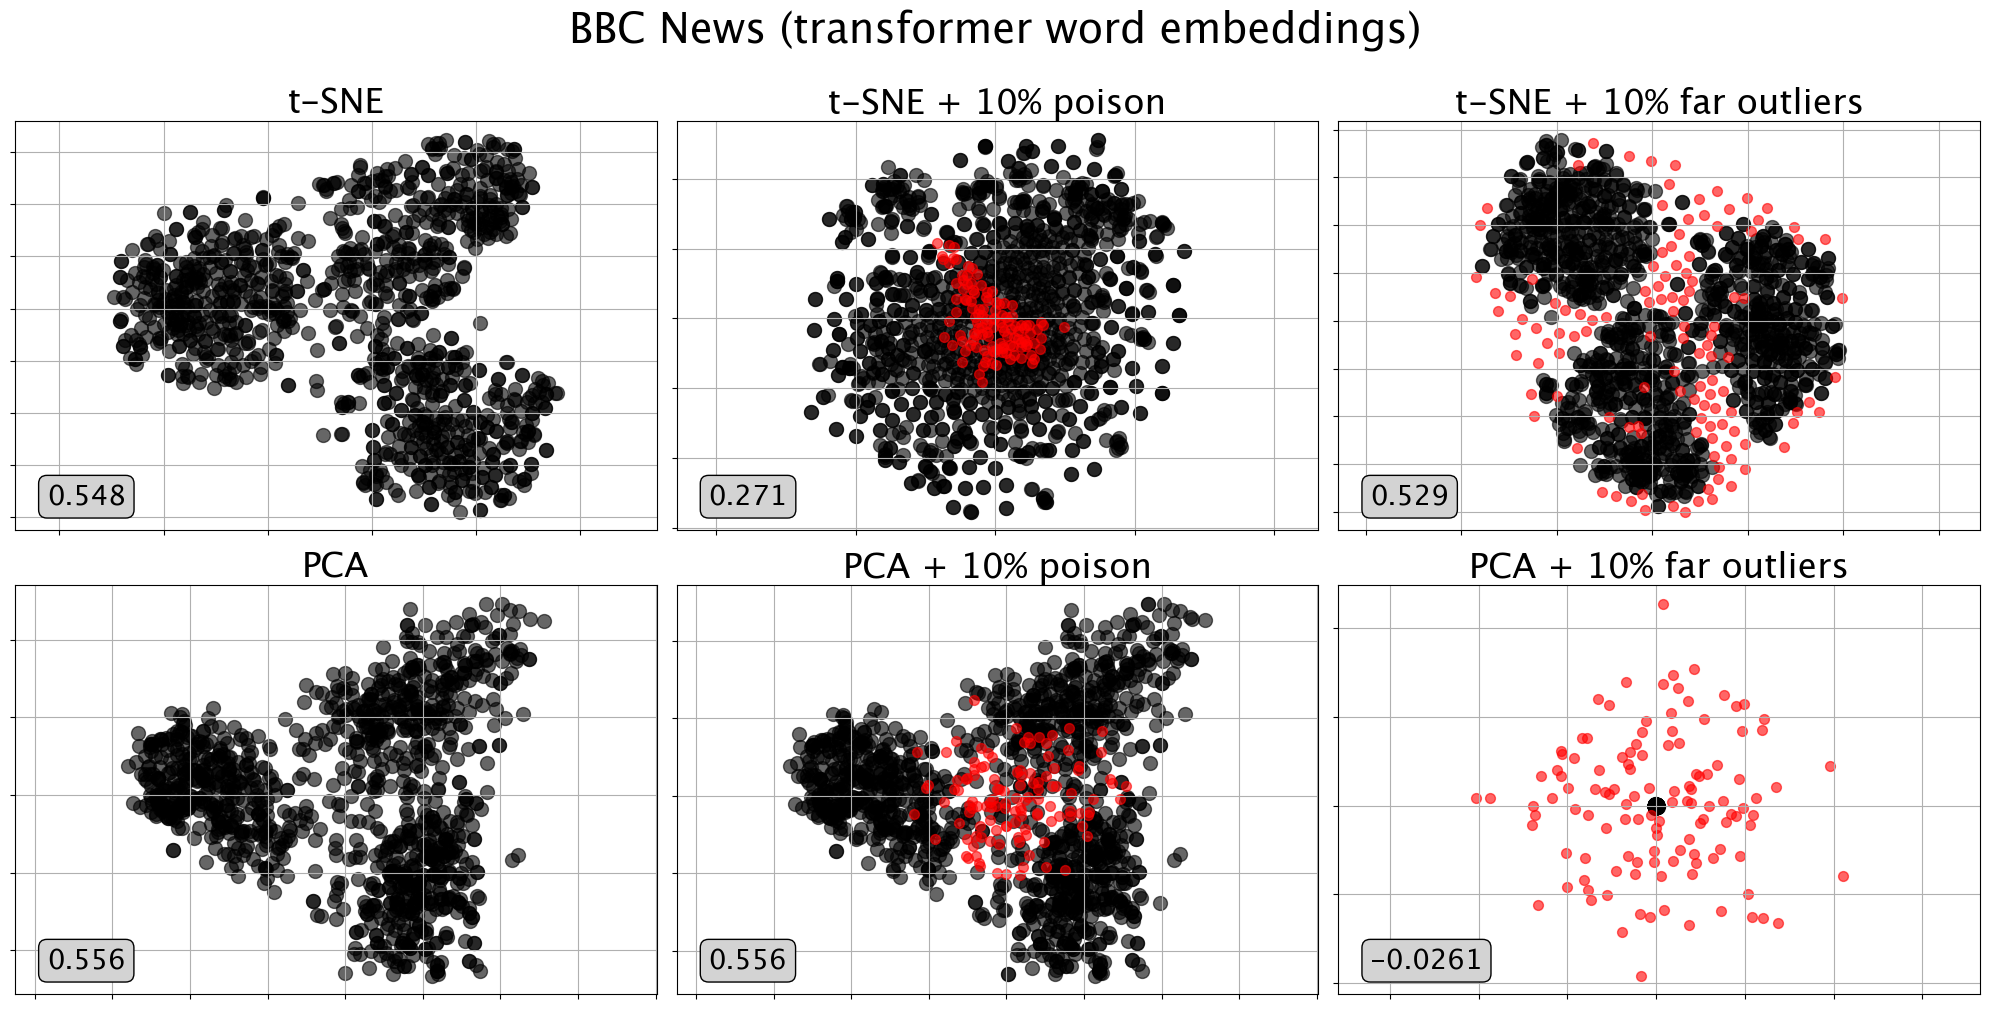 BBC News (transformer word embeddings)
t–SNE
t–SNE + 10% poison
t–SNE + 10% far outliers
0.548
0.271
0.529
PCA
PCA + 10% poison
PCA + 10% far outliers
0.556
0.556
–0.0261